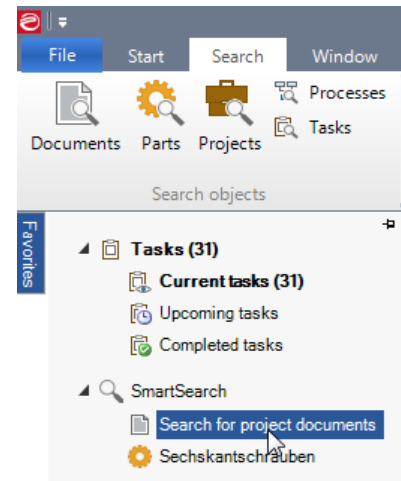 File Start Search Window
Documents Parts Projects Processes
Tasks
Search objects
Favorites
Tasks (31)
Current tasks (31)
Upcoming tasks
Completed tasks
SmartSearch
Search for project documents
Sechskantschrauben